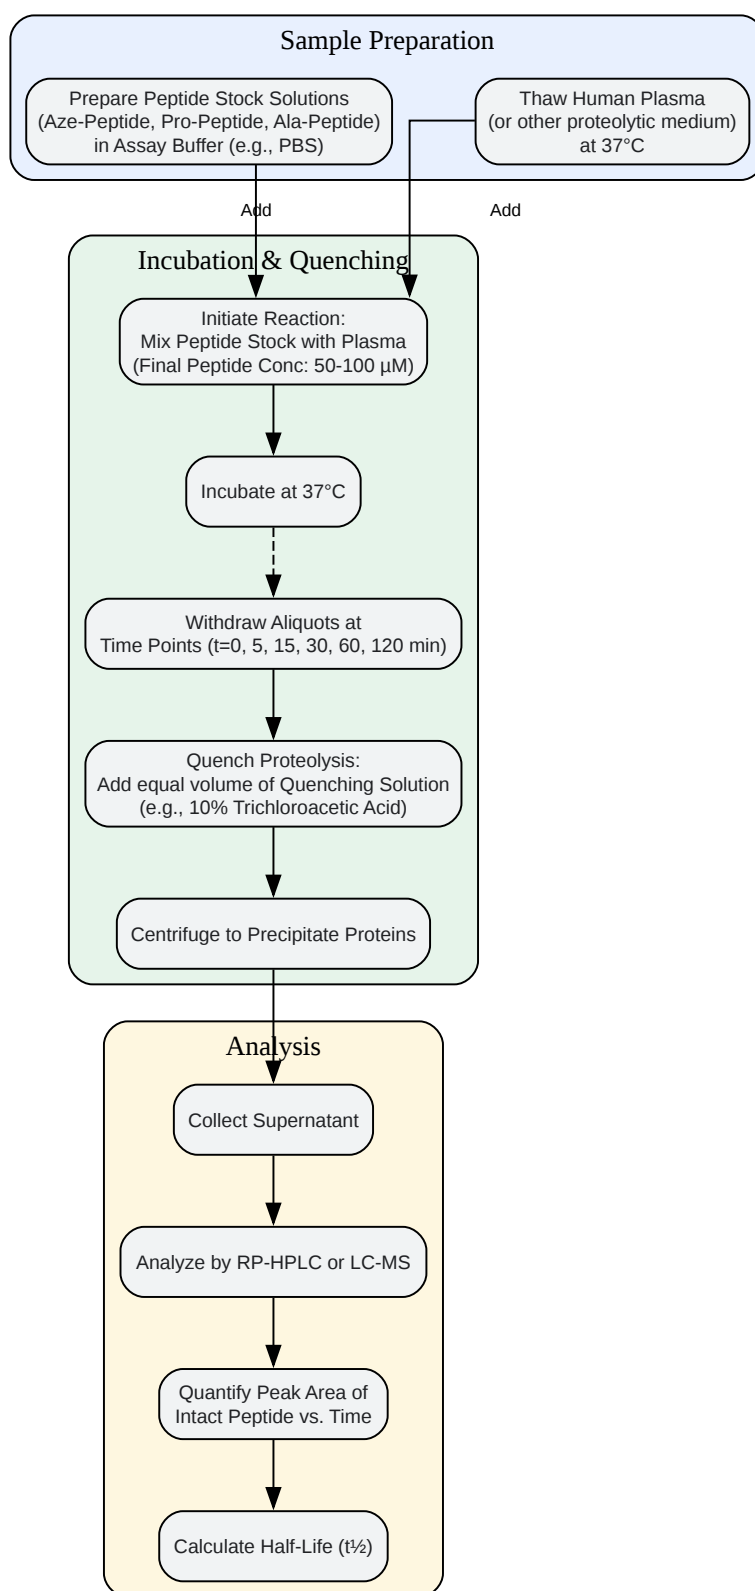 Sample Preparation
Prepare Peptide Stock Solutions
(Aze-Peptide, Pro-Peptide, Ala-Peptide)
in Assay Buffer (e.g., PBS)
Thaw Human Plasma
(or other proteolytic medium)
at 37°C
Add
Add
Incubation & Quenching
Initiate Reaction:
Mix Peptide Stock with Plasma
(Final Peptide Conc: 50-100 µM)
Incubate at 37°C
Withdraw Aliquots at
Time Points (t=0, 5, 15, 30, 60, 120 min)
Quench Proteolysis:
Add equal volume of Quenching Solution
(e.g., 10% Trichloroacetic Acid)
Centrifuge to Precipitate Proteins
Analysis
Collect Supernatant
Analyze by RP-HPLC or LC-MS
Quantify Peak Area of
Intact Peptide vs. Time
Calculate Half-Life (t½)